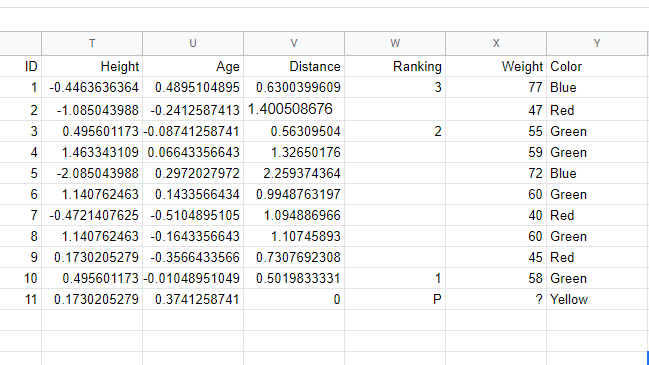 T U V W X Y
ID Height Age Distance Ranking Weight Color
1 -0.4463636364 0.4895104895 0.6300399609 3 77 Blue
2 -1.085043988 -0.2412587413 1.400508676 47 Red
3 0.495601173 -0.08741258741 0.56309504 2 55 Green
4 1.463343109 0.06643356643 1.32650176 59 Green
5 -2.085043988 0.2972027972 2.259374364 72 Blue
6 1.140762463 0.1433566434 0.9948763197 60 Green
7 -0.4721407625 -0.5104895105 1.094886966 40 Red
8 1.140762463 -0.1643356643 1.10745893 60 Green
9 0.1730205279 -0.3566433566 0.7307692308 45 Red
10 0.495601173 -0.01048951049 0.5019833331 1 58 Green
11 0.1730205279 0.3741258741 0 P ? Yellow